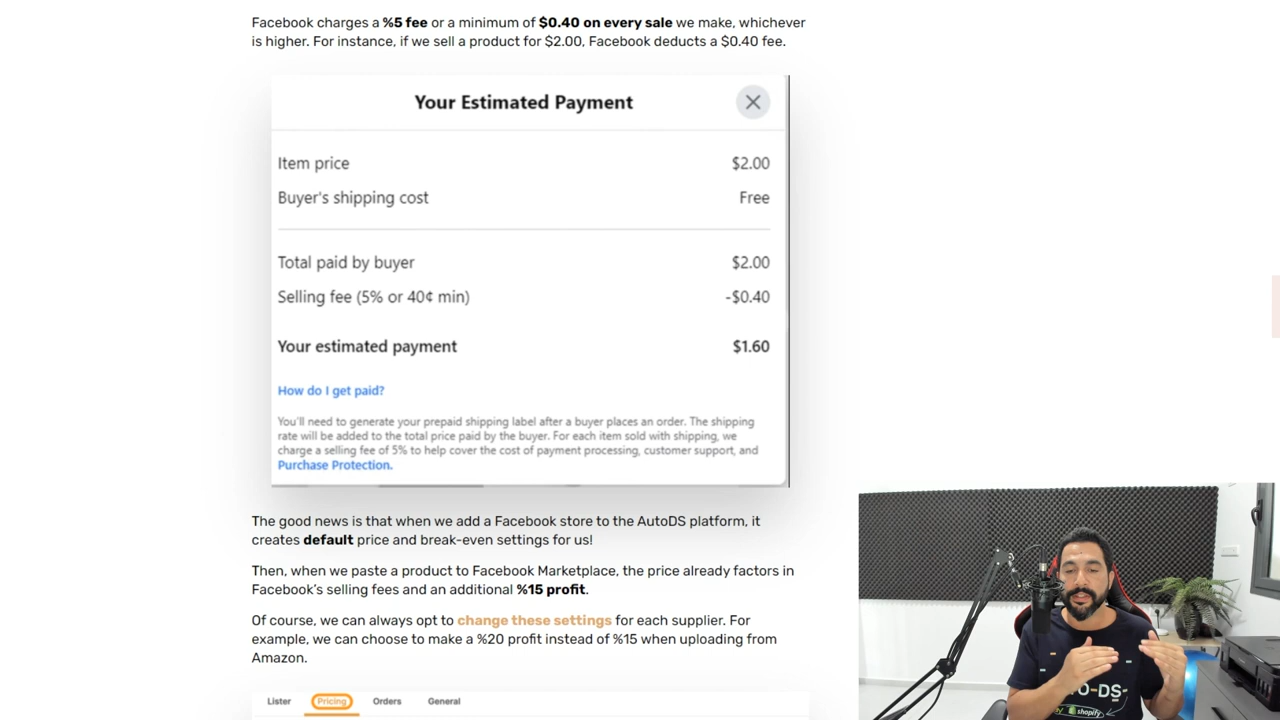 Facebook charges a %5 fee or a minimum of $0.40 on every sale we make, whichever
is higher. For instance, if we sell a product for $2.00, Facebook deducts a $0.40 fee.
Your Estimated Payment
Item price $2.00
Buyer's shipping cost Free
Total paid by buyer $2.00
Selling fee (5% or 40¢ min) -$0.40
Your estimated payment $1.60
How do I get paid?
You'll need to generate your prepaid shipping label after a buyer places an order. The shipping
rate will be added to the total price paid by the buyer. For each item sold with shipping, we
charge a selling fee of 5% to help cover the cost of payment processing, customer support, and
Purchase Protection.
The good news is that when we add a Facebook store to the AutoDS platform, it
creates default price and break-even settings for us!
Then, when we paste a product to Facebook Marketplace, the price already factors in
Facebook's selling fees and an additional %15 profit.
Of course, we can always opt to change these settings for each supplier. For
example, we can choose to make a %20 profit instead of %15 when uploading from
Amazon.
Lister Pricing Orders General
O-DS-
shopify